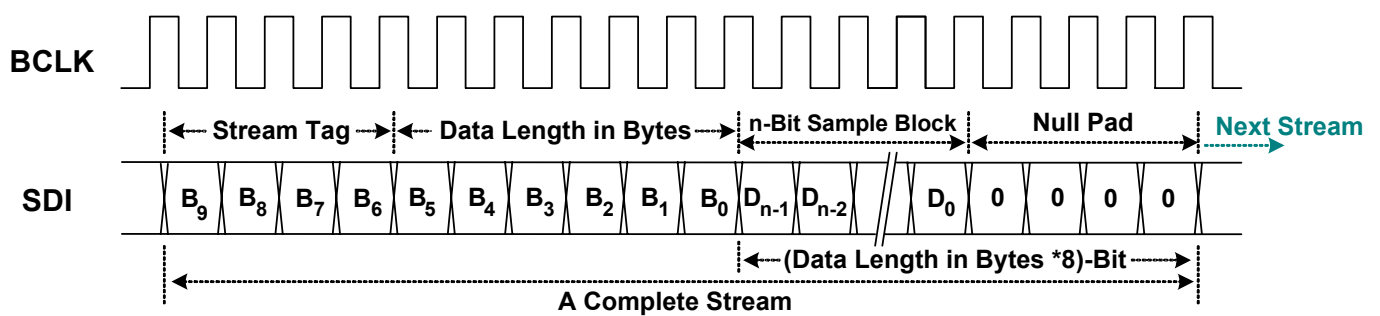 BCLK
Stream Tag Data Length in Bytes n-Bit Sample Block Null Pad Next Stream
SDI B9 B8 B7 B6 B5 B4 B3 B2 B1 B0 Dn-1 Dn-2 D0 0 0 0 0
(Data Length in Bytes *8)-Bit
A Complete Stream